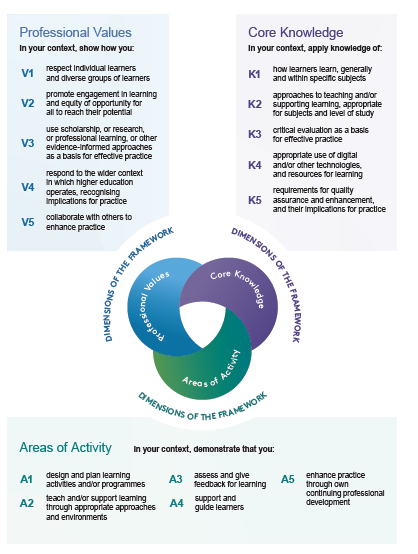 Professional Values
In your context, show how you:
V1 respect individual learners
and diverse groups of learners
V2 promote engagement in learning
and equity of opportunity for
all to reach their potential
V3 use scholarship, or research,
or professional learning, or other
evidence-informed approaches
as a basis for effective practice
V4 respond to the wider context
in which higher education
operates, recognising
implications for practice
V5 collaborate with others to
enhance practice
Core Knowledge
In your context, apply knowledge of:
K1 how learners learn, generally
and within specific subjects
K2 approaches to teaching and/or
supporting learning, appropriate
for subjects and level of study
K3 critical evaluation as a basis
for effective practice
K4 appropriate use of digital
and/or other technologies,
and resources for learning
K5 requirements for quality
assurance and enhancement,
and their implications for practice
DIMENSIONS OF THE FRAMEWORK
DIMENSIONS OF THE FRAMEWORK
Professional Values
Core Knowledge
Areas of Activity
DIMENSIONS OF THE FRAMEWORK
Areas of Activity
In your context, demonstrate that you:
A1 design and plan learning
activities and/or programmes
A2 teach and/or support learning
through appropriate approaches
and environments
A3 assess and give
feedback for learning
A4 support and
guide learners
A5 enhance practice
through own
continuing professional
development